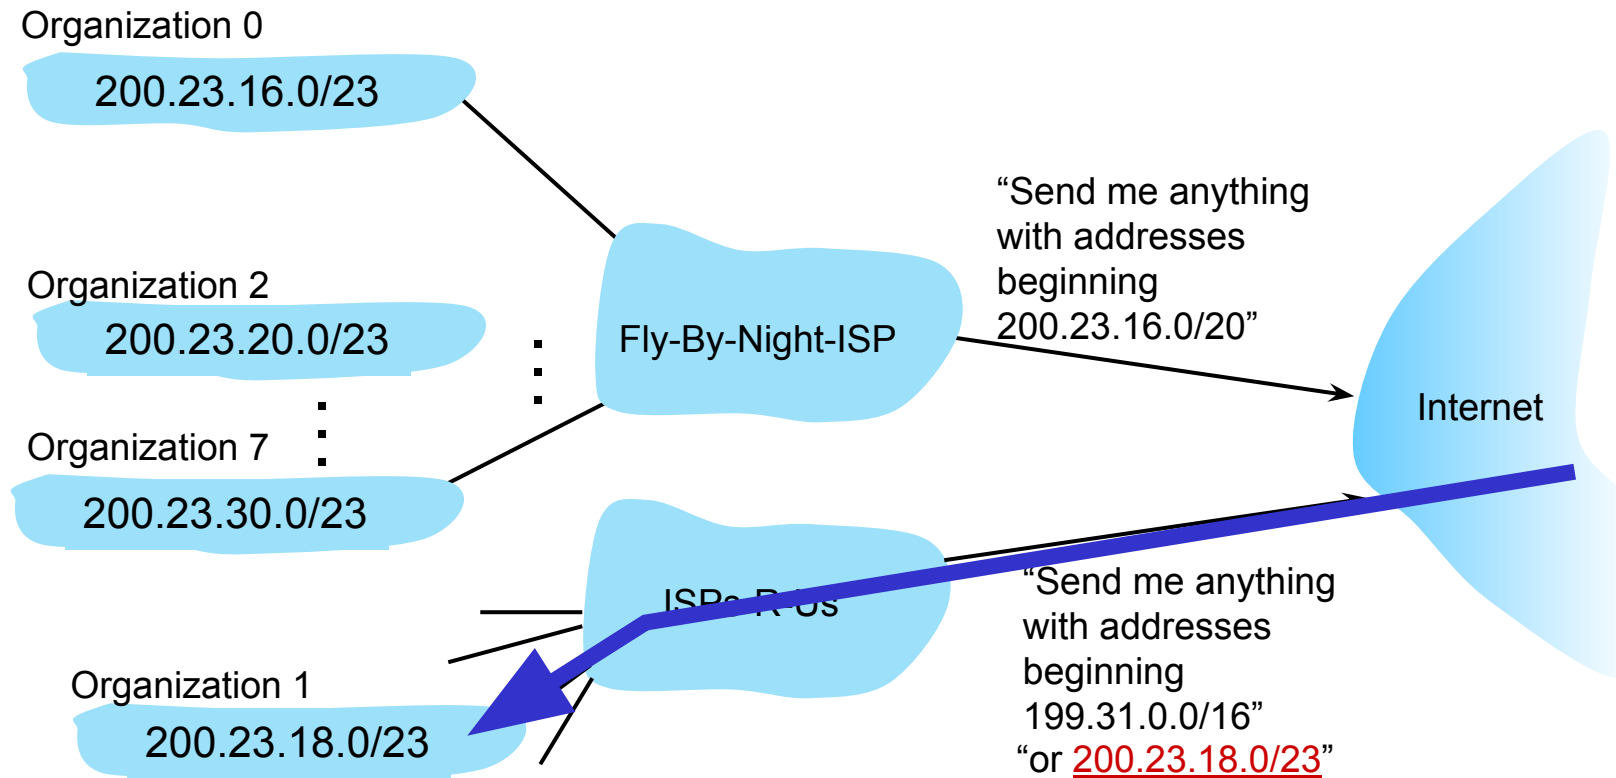 Organization 0
200.23.16.0/23
Organization 2
200.23.20.0/23
Organization 7
200.23.30.0/23
Organization 1
200.23.18.0/23
Fly-By-Night-ISP
ISPs-R-Us
“Send me anything
with addresses
beginning
200.23.16.0/20”
Internet
“Send me anything
with addresses
beginning
199.31.0.0/16”
“or 200.23.18.0/23”